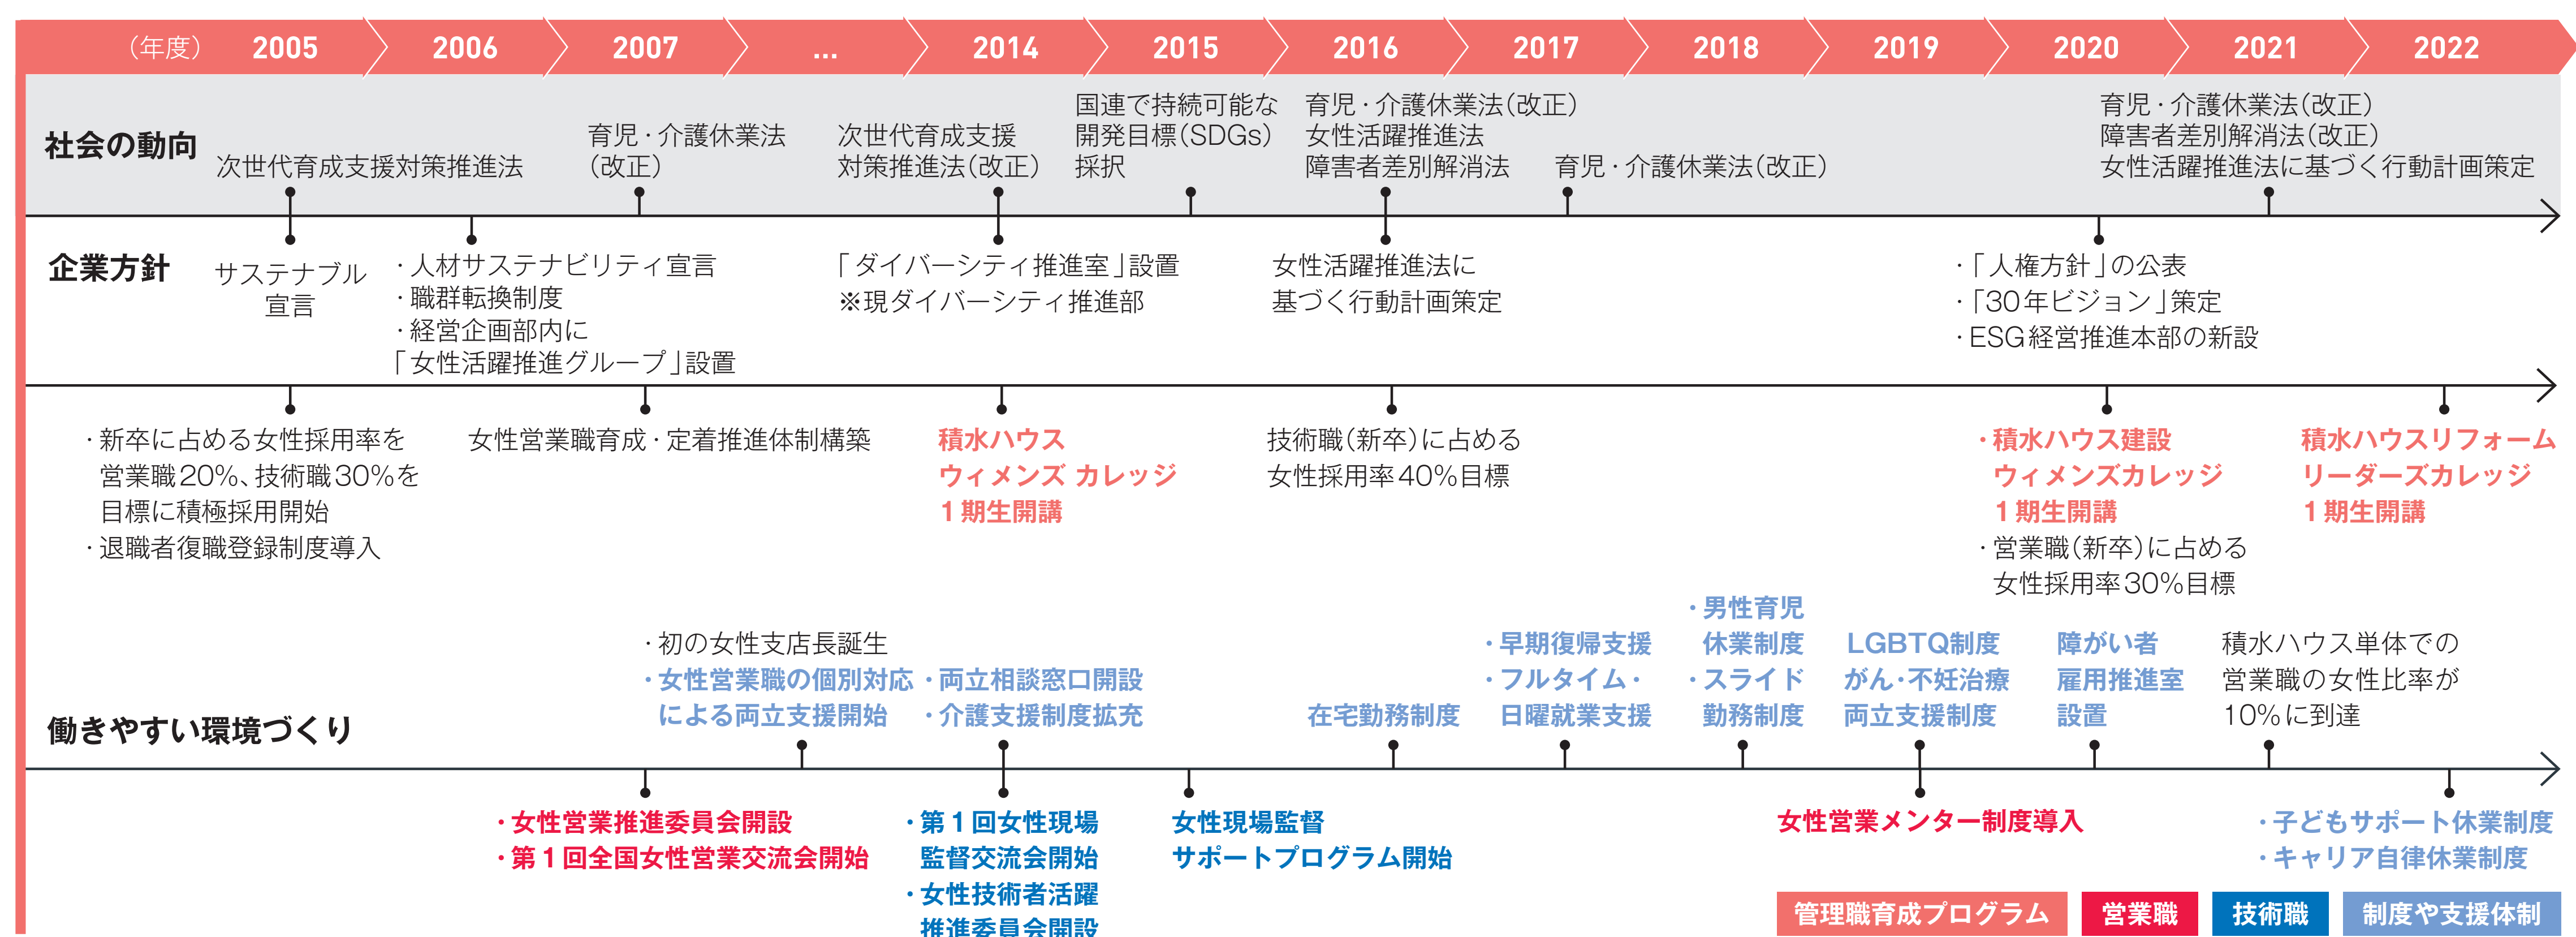 （年度） 2005 2006 2007 ... 2014 2015 2016 2017 2018 2019 2020 2021 2022
社会の動向
次世代育成支援対策推進法
育児・介護休業法
（改正）
次世代育成支援
対策推進法（改正）
国連で持続可能な
開発目標（SDGs）
採択
育児・介護休業法（改正）
女性活躍推進法
障害者差別解消法
育児・介護休業法（改正）
育児・介護休業法（改正）
障害者差別解消法（改正）
女性活躍推進法に基づく行動計画策定
企業方針
サステナブル
宣言
・人材サステナビリティ宣言
・職群転換制度
・経営企画部内に
「女性活躍推進グループ」設置
「ダイバーシティ推進室」設置
※現ダイバーシティ推進部
女性活躍推進法に
基づく行動計画策定
・「人権方針」の公表
・「30年ビジョン」策定
・ESG経営推進本部の新設
・新卒に占める女性採用率を
営業職20%、技術職30%を
目標に積極採用開始
・退職者復職登録制度導入
女性営業職育成・定着推進体制構築
積水ハウス
ウィメンズ カレッジ
1期生開講
技術職（新卒）に占める
女性採用率40%目標
・積水ハウス建設
ウィメンズカレッジ
1期生開講
・営業職（新卒）に占める
女性採用率30%目標
積水ハウスリフォーム
リーダーズカレッジ
1期生開講
働きやすい環境づくり
・初の女性支店長誕生
・女性営業職の個別対応
による両立支援開始
・両立相談窓口開設
・介護支援制度拡充
在宅勤務制度
・早期復帰支援
・フルタイム・
日曜就業支援
・男性育児
休業制度
・スライド
勤務制度
LGBTQ制度
がん・不妊治療
両立支援制度
障がい者
雇用推進室
設置
積水ハウス単体での
営業職の女性比率が
10%に到達
・女性営業推進委員会開設
・第1回全国女性営業交流会開始
・第1回女性現場
監督交流会開始
・女性技術者活躍
推進委員会開設
女性現場監督
サポートプログラム開始
女性営業メンター制度導入
・子どもサポート休業制度
・キャリア自律休業制度
管理職育成プログラム 営業職 技術職 制度や支援体制